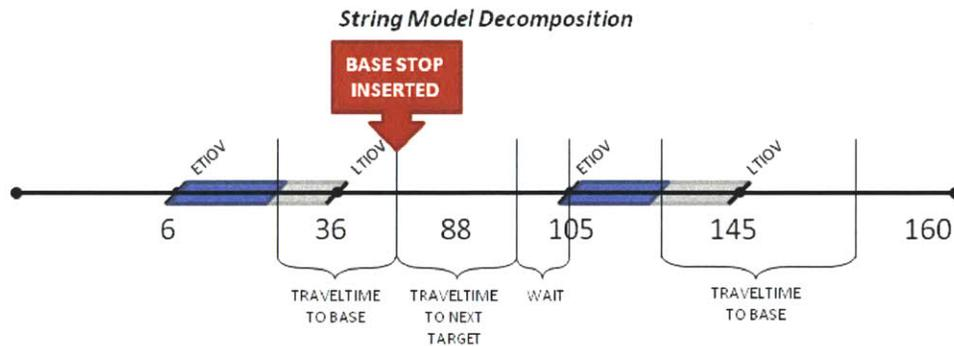 String Model Decomposition
BASE STOP
INSERTED
ETIOV
LTIOV
ETIOV
LTIOV
6
36
88
105
145
160
TRAVELTIME
TO BASE
TRAVELTIME
TO NEXT
TARGET
WAIT
TRAVELTIME
TO BASE